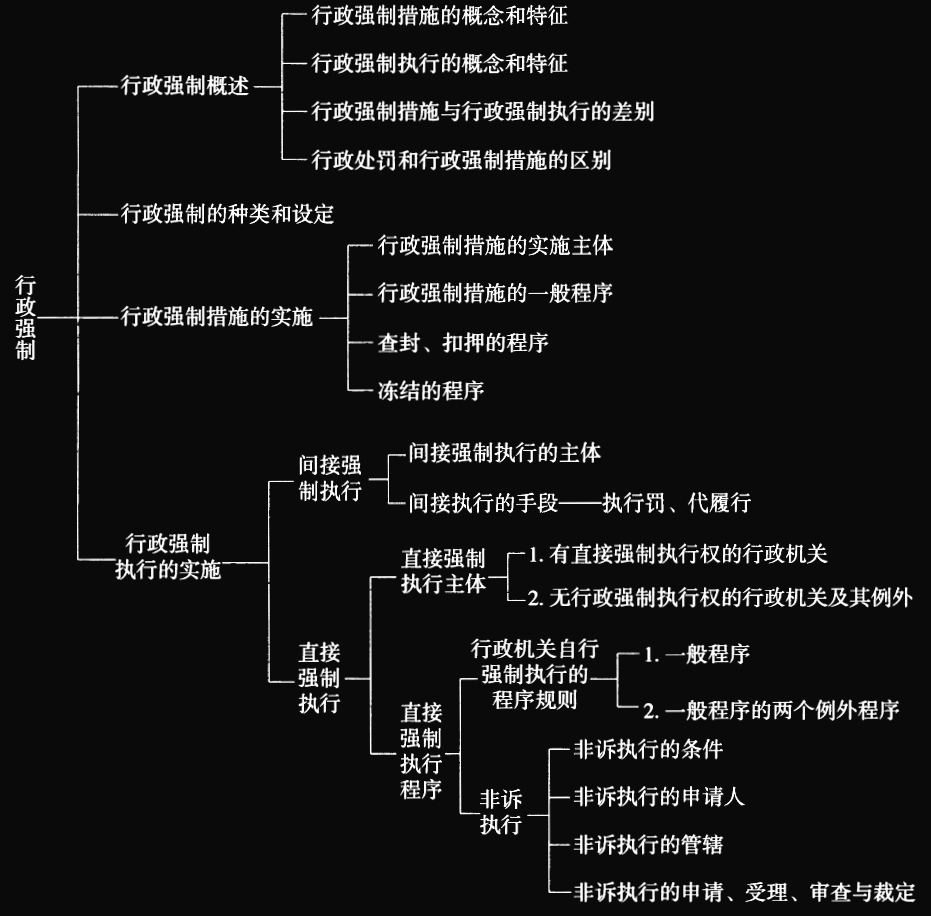 行政强制
行政强制概述
行政强制措施的概念和特征
行政强制执行的概念和特征
行政强制措施与行政强制执行的差别
行政处罚和行政强制措施的区别
行政强制的种类和设定
行政强制措施的实施
行政强制措施的实施主体
行政强制措施的一般程序
查封、扣押的程序
冻结的程序
行政强制
执行的实施
间接强
制执行
间接强制执行的主体
间接执行的手段——执行罚、代履行
直接
强制
执行
直接强制
执行主体
1. 有直接强制执行权的行政机关
2. 无行政强制执行权的行政机关及其例外
直接
强制
执行
程序
行政机关自行
强制执行的
程序规则
1. 一般程序
2. 一般程序的两个例外程序
非诉
执行
非诉执行的条件
非诉执行的申请人
非诉执行的管辖
非诉执行的申请、受理、审查与裁定